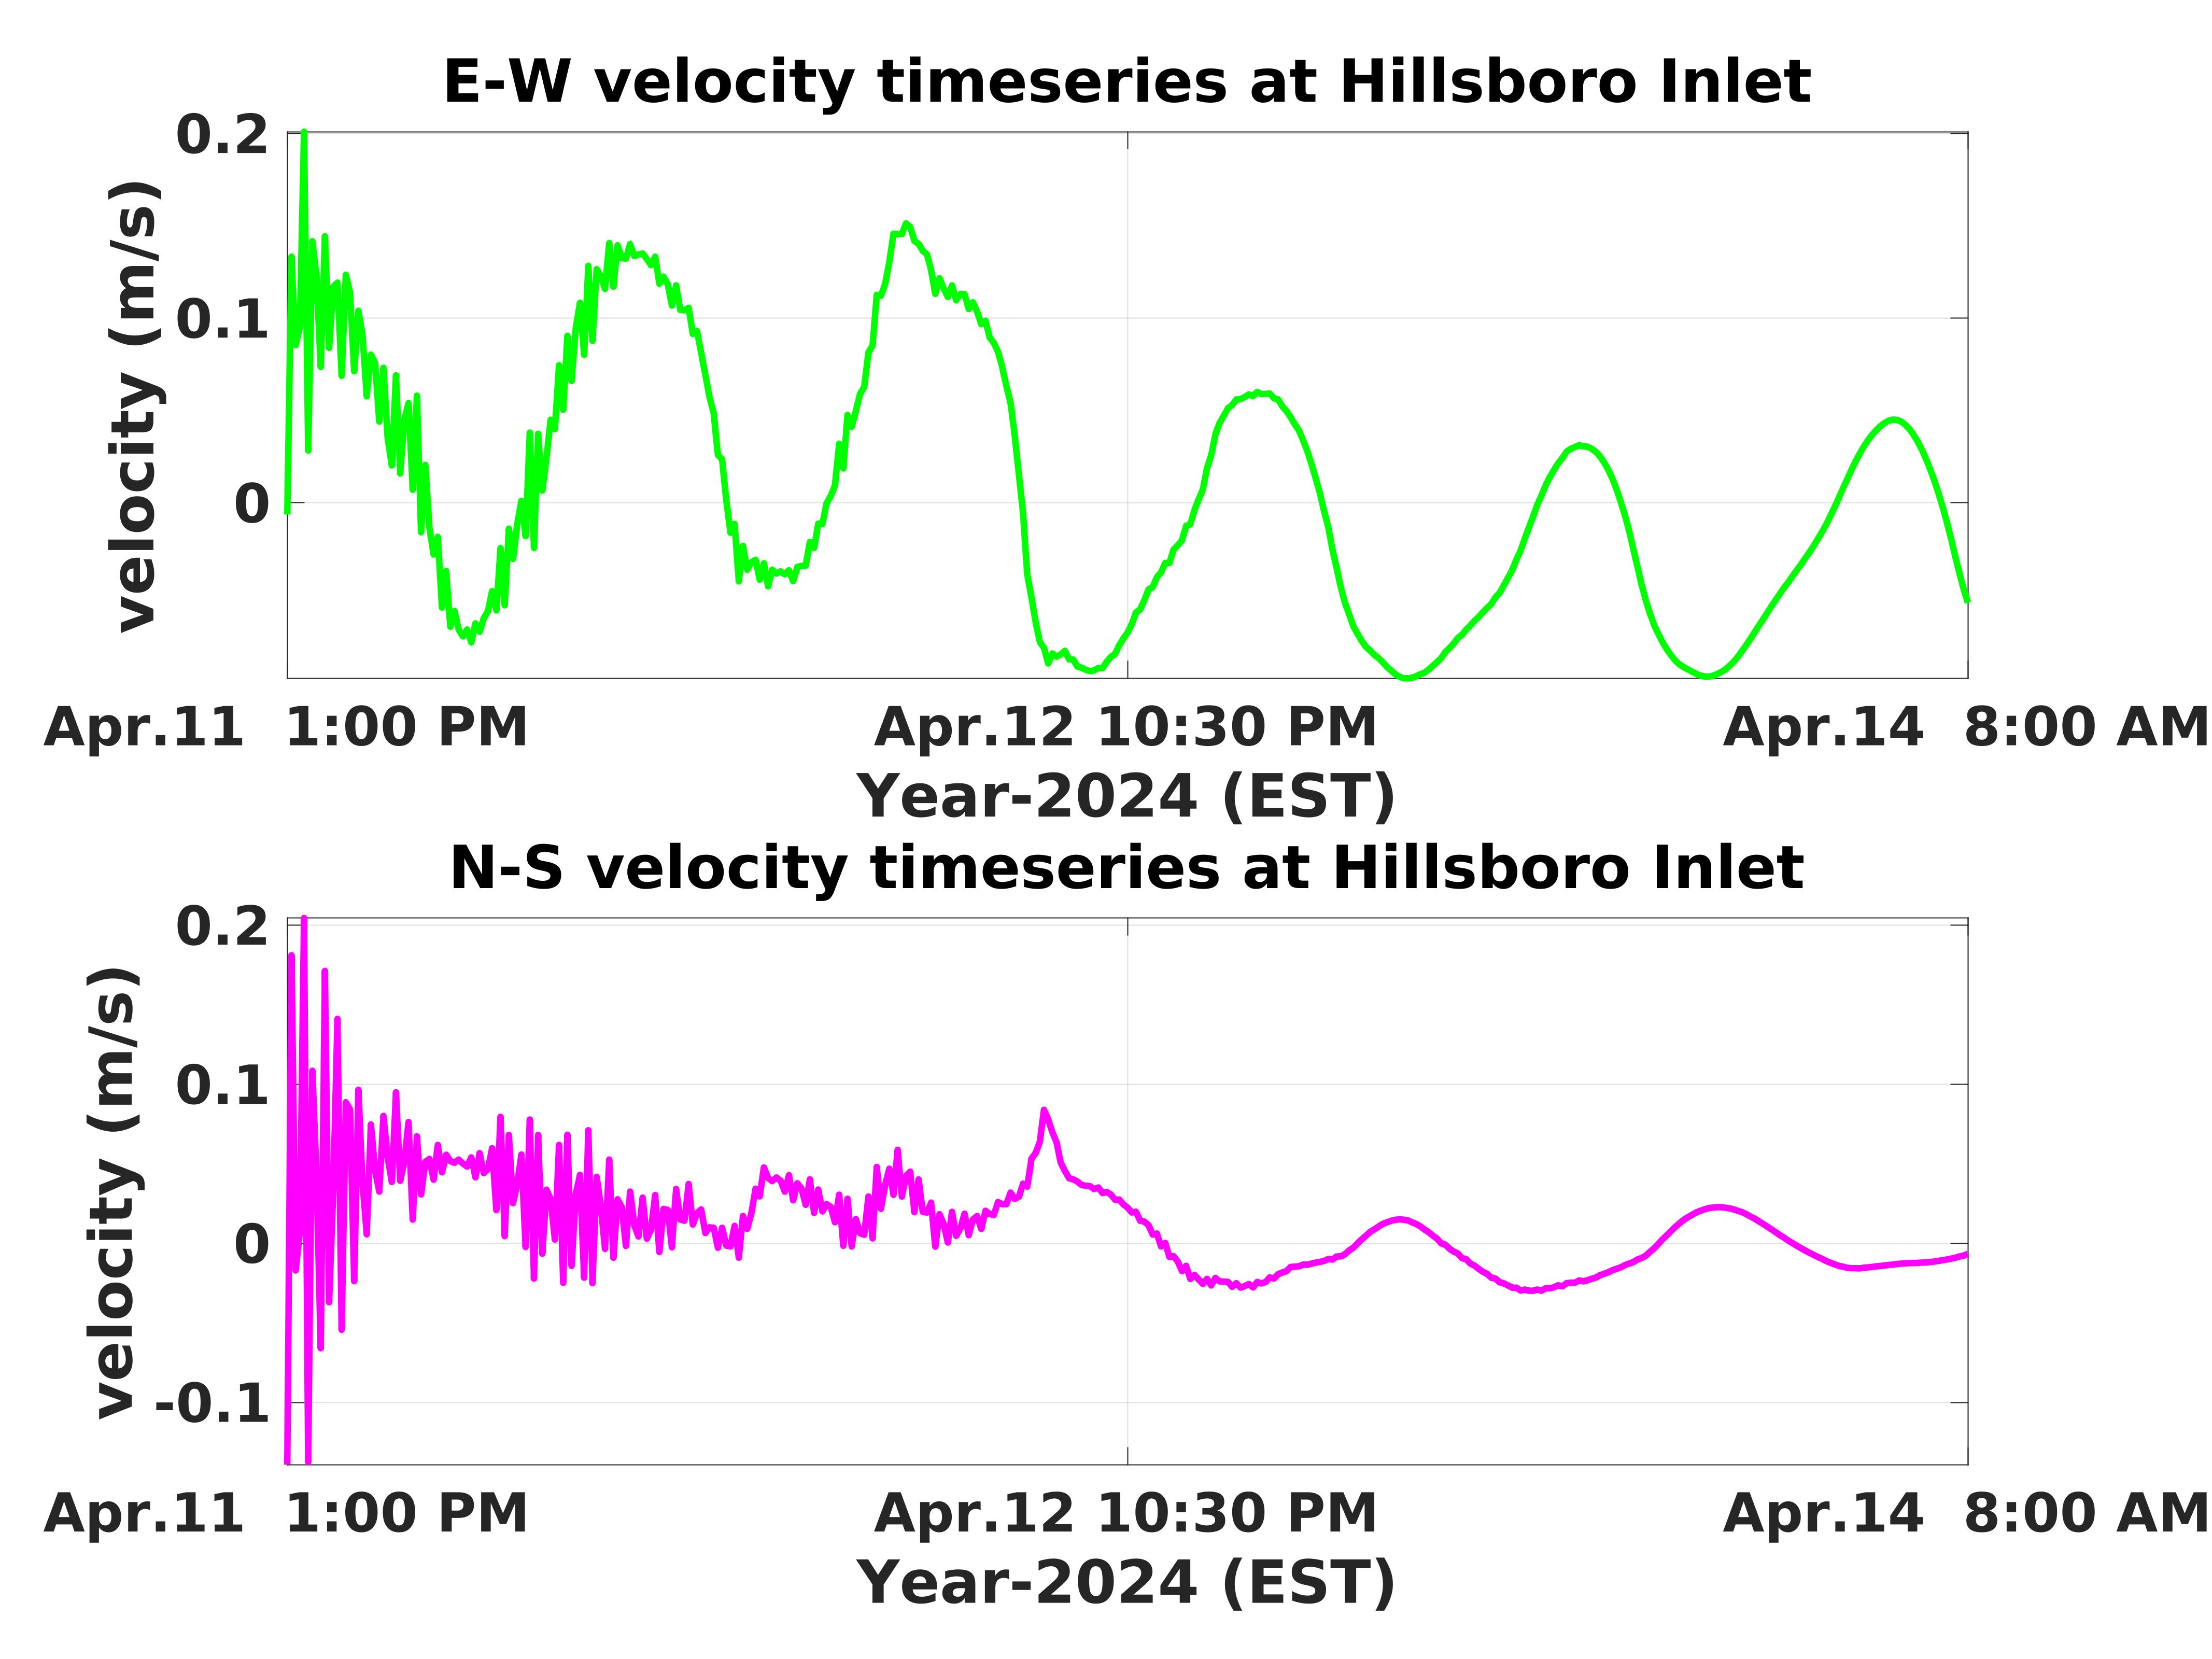 E-W velocity timeseries at Hillsboro Inlet
velocity (m/s)
0.2
0.1
0
Apr.11  1:00 PM
Apr.12 10:30 PM
Apr.14  8:00 AM
Year-2024 (EST)
N-S velocity timeseries at Hillsboro Inlet
velocity (m/s)
0.2
0.1
0
-0.1
Apr.11  1:00 PM
Apr.12 10:30 PM
Apr.14  8:00 AM
Year-2024 (EST)